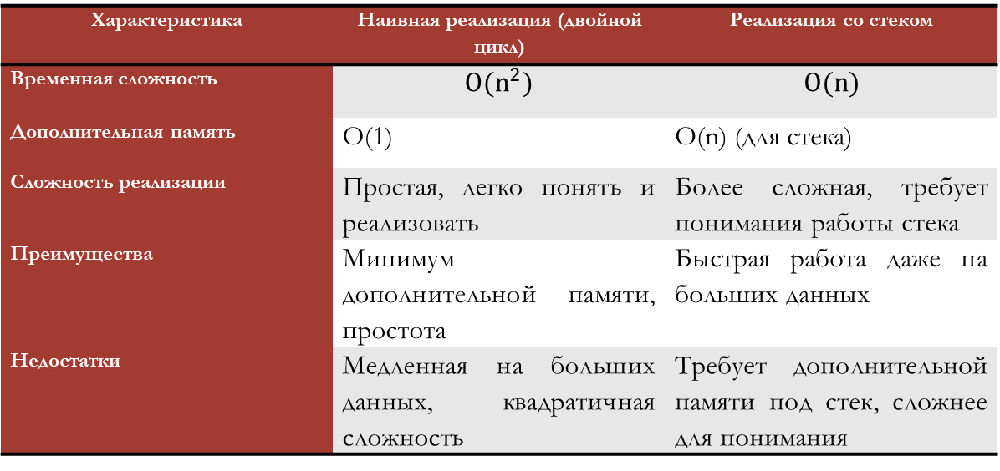 Характеристика
Наивная реализация (двойной
цикл)
Реализация со стеком
Временная сложность
O(n²)
O(n)
Дополнительная память
O(1)
O(n) (для стека)
Сложность реализации
Простая, легко понять и
реализовать
Более сложная, требует
понимания работы стека
Преимущества
Минимум
дополнительной памяти,
простота
Быстрая работа даже на
больших данных
Недостатки
Медленная на больших
данных, квадратичная
сложность
Требует дополнительной
памяти под стек, сложнее
для понимания